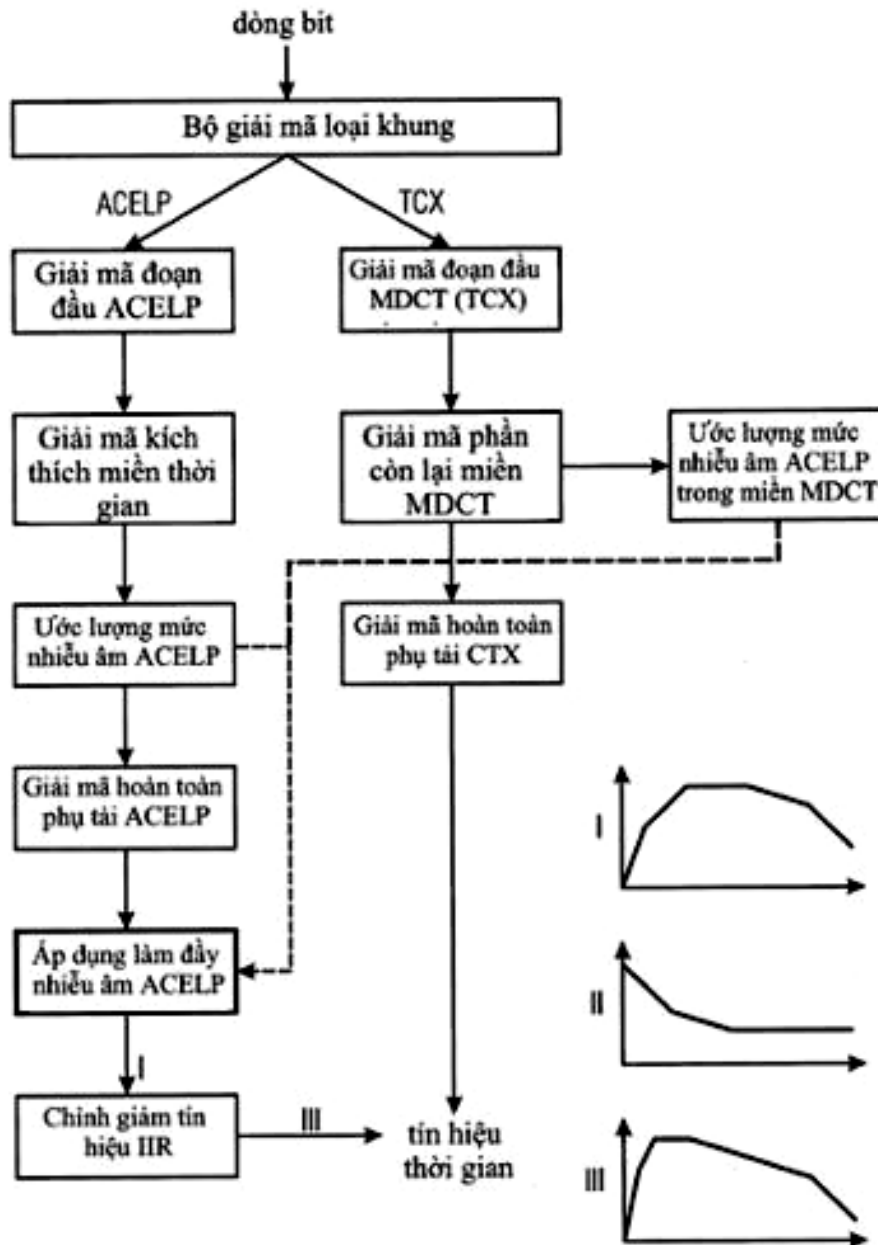 dòng bit
Bộ giải mã loại khung
ACELP
TCX
Giải mã đoạn
đầu ACELP
Giải mã đoạn đầu
MDCT (TCX)
Giải mã kích
thích miền thời
gian
Giải mã phần
còn lại miền
MDCT
Ước lượng mức
nhiễu âm ACELP
trong miền MDCT
Ước lượng mức
nhiễu âm ACELP
Giải mã hoàn toàn
phụ tải CTX
Giải mã hoàn toàn
phụ tải ACELP
Áp dụng làm đầy
nhiễu âm ACELP
I
Chỉnh giảm tín
hiệu IIR
III
tín hiệu
thời gian
I
II
III